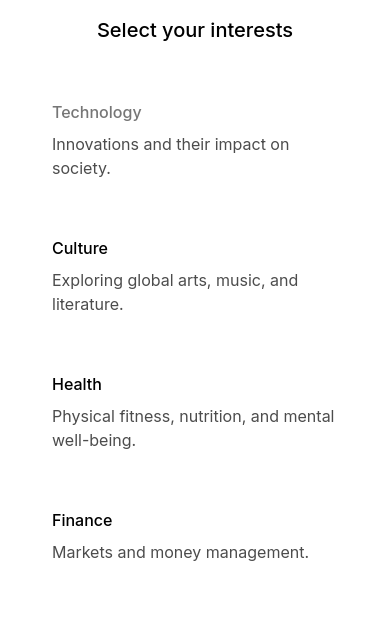 Select your interests
Technology
Innovations and their impact on
society.
Culture
Exploring global arts, music, and
literature.
Health
Physical fitness, nutrition, and mental
well-being.
Finance
Markets and money management.